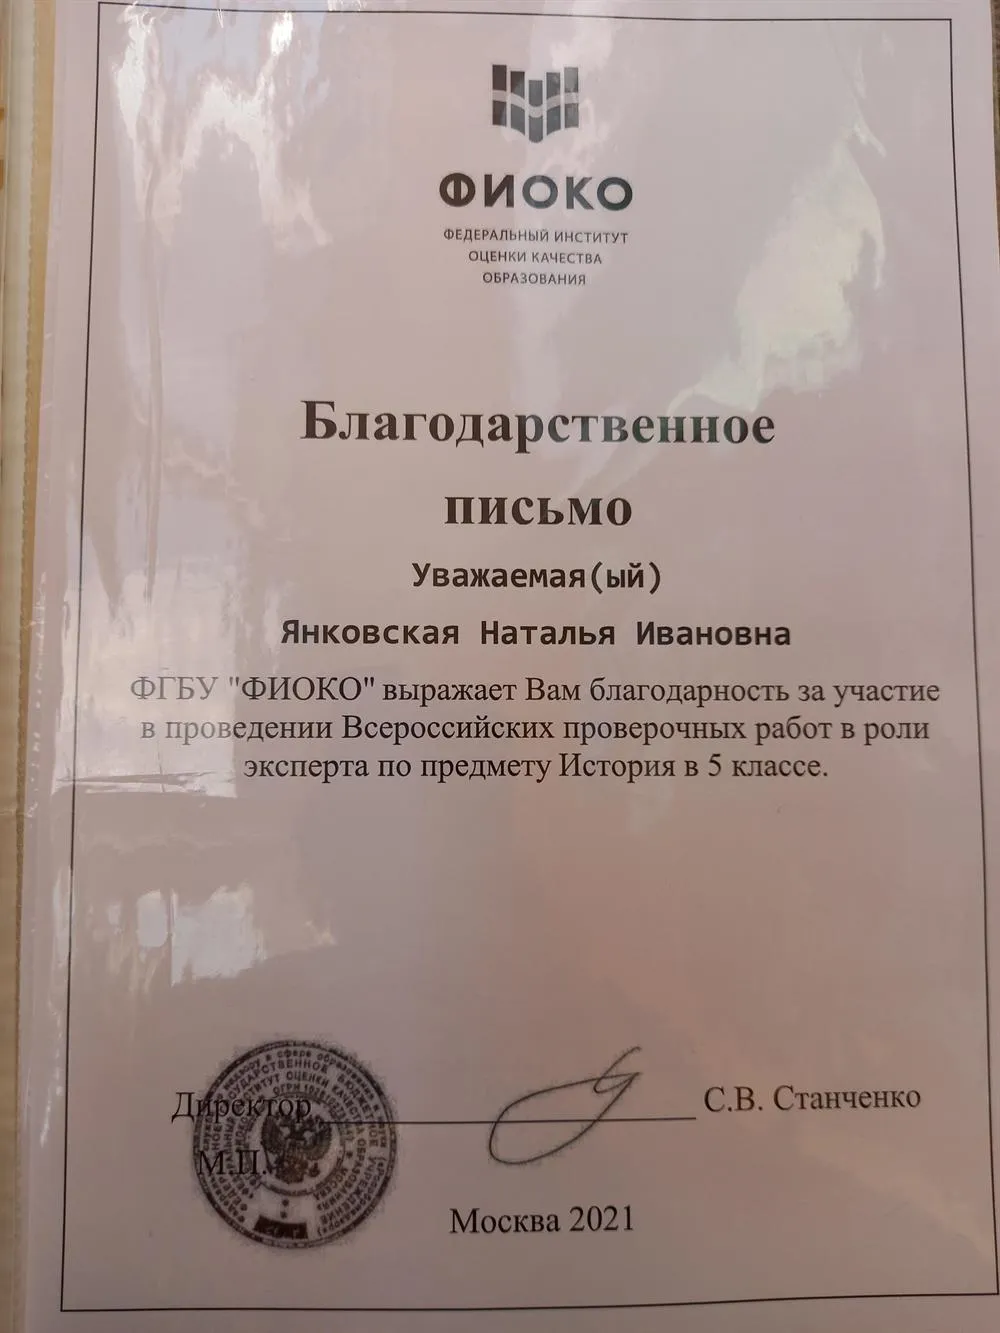 ФИОКО
ФЕДЕРАЛЬНЫЙ ИНСТИТУТ
ОЦЕНКИ КАЧЕСТВА
ОБРАЗОВАНИЯ
Благодарственное
письмо
Уважаемая(ый)
Янковская Наталья Ивановна
ФГБУ "ФИОКО" выражает Вам благодарность за участие
в проведении Всероссийских проверочных работ в роли
эксперта по предмету История в 5 классе.
Директор С.В. Станченко
М.П.
Москва 2021